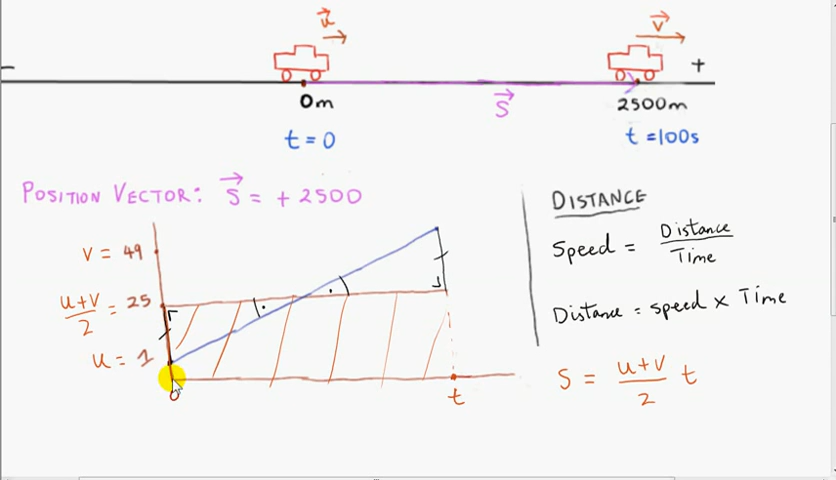 u⃗
v⃗
−
+
0m
S⃗
2500m
t = 0
t = 100s
POSITION VECTOR: S⃗ = + 2500
DISTANCE
Speed = Distance / Time
Distance = speed × Time
S = u+v / 2 t
v = 49
u+v / 2 = 25
u = 1
0
t